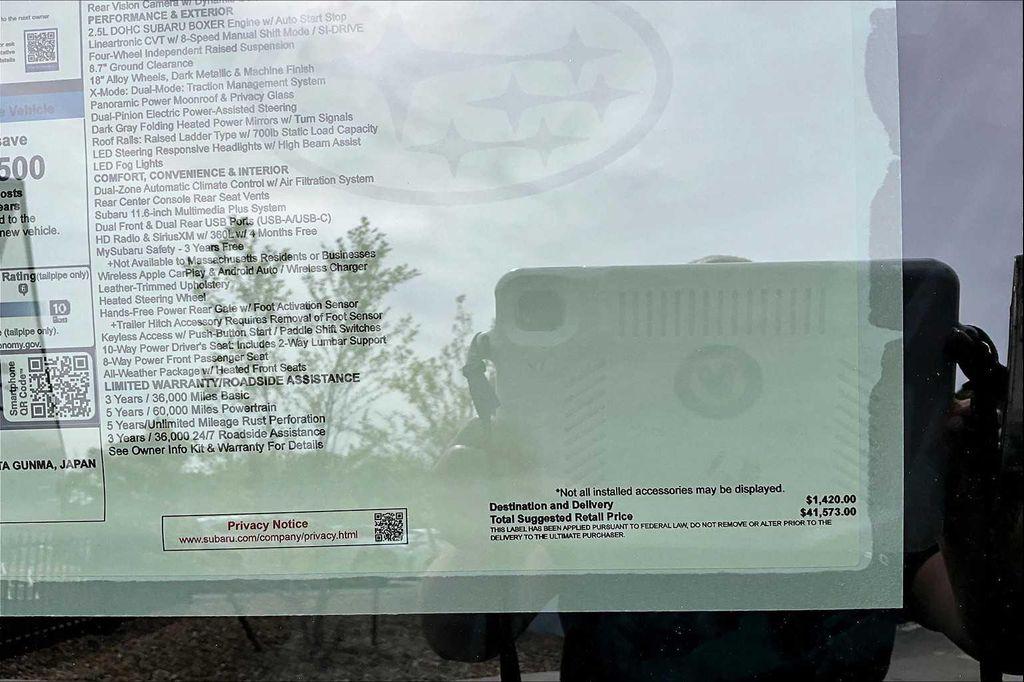 to the next owner
e Vehicle
save
500
osts
ears
d to the
new vehicle.
Rating(tailpipe only)
6
10
Best
e (tailpipe only).
onomy.gov.
Smartphone
QR Code™
TA GUNMA, JAPAN
Rear Vision Camera w/
PERFORMANCE & EXTERIOR
2.5L DOHC SUBARU BOXER Engine w/ Auto Start Stop
Lineartronic CVT w/ 8-Speed Manual Shift Mode / SI-DRIVE
Four-Wheel Independent Raised Suspension
8.7" Ground Clearance
18" Alloy Wheels, Dark Metallic & Machine Finish
X-Mode: Dual-Mode: Traction Management System
Panoramic Power Moonroof & Privacy Glass
Dual-Pinion Electric Power-Assisted Steering
Dark Gray Folding Heated Power Mirrors w/ Turn Signals
Roof Rails: Raised Ladder Type w/ 700lb Static Load Capacity
LED Steering Responsive Headlights w/ High Beam Assist
LED Fog Lights
COMFORT, CONVENIENCE & INTERIOR
Dual-Zone Automatic Climate Control w/ Air Filtration System
Rear Center Console Rear Seat Vents
Subaru 11.6-inch Multimedia Plus System
Dual Front & Dual Rear USB Ports (USB-A/USB-C)
HD Radio & SiriusXM w/ 360L w/ 4 Months Free
MySubaru Safety - 3 Years Free
+Not Available to Massachusetts Residents or Businesses
Wireless Apple CarPlay & Android Auto / Wireless Charger
Leather-Trimmed Upholstery
Heated Steering Wheel
Hands-Free Power Rear Gate w/ Foot Activation Sensor
+Trailer Hitch Accessory Requires Removal of Foot Sensor
Keyless Access w/ Push-Button Start / Paddle Shift Switches
10-Way Power Driver's Seat: Includes 2-Way Lumbar Support
8-Way Power Front Passenger Seat
All-Weather Package w/ Heated Front Seats
LIMITED WARRANTY/ROADSIDE ASSISTANCE
3 Years / 36,000 Miles Basic
5 Years / 60,000 Miles Powertrain
5 Years/Unlimited Mileage Rust Perforation
3 Years / 36,000 24/7 Roadside Assistance
See Owner Info Kit & Warranty For Details
Privacy Notice
www.subaru.com/company/privacy.html
*Not all installed accessories may be displayed.
Destination and Delivery $1,420.00
Total Suggested Retail Price $41,573.00
THIS LABEL HAS BEEN APPLIED PURSUANT TO FEDERAL LAW, DO NOT REMOVE OR ALTER PRIOR TO THE
DELIVERY TO THE ULTIMATE PURCHASER.